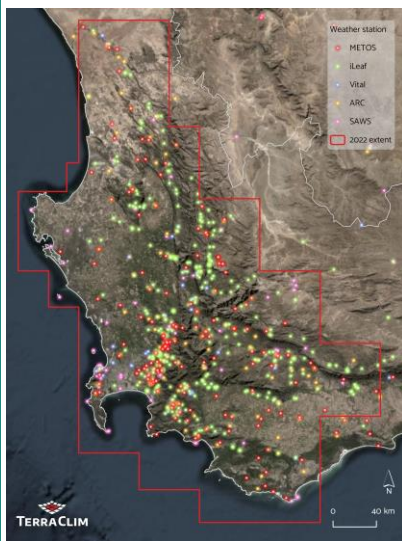 Weather station
METOS
iLeaf
Vital
ARC
SAWS
2022 extent
N
0 40 km
TERRACLIM